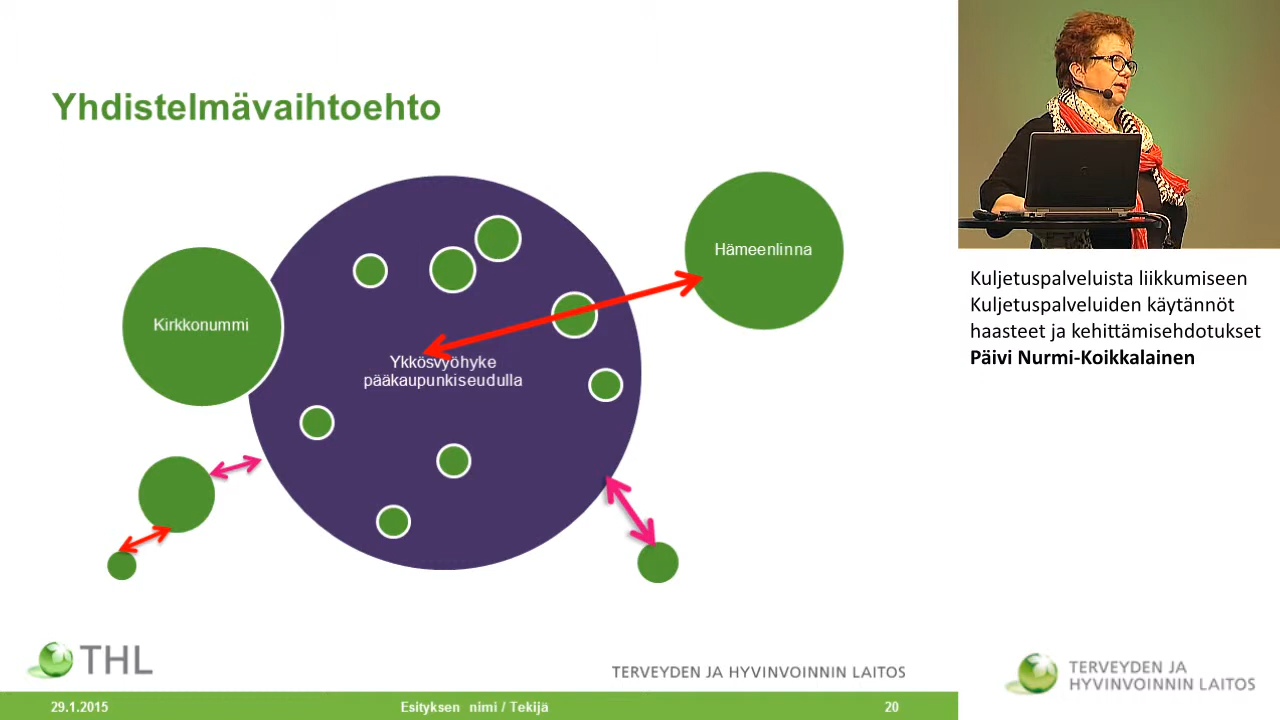 Yhdistelmävaihtoehto
Kirkkonummi
Hämeenlinna
Ykkösvyöhyke
pääkaupunkiseudulla
THL
TERVEYDEN JA HYVINVOINNIN LAITOS
29.1.2015
Esityksen nimi / Tekijä
20
Kuljetuspalveluista liikkumiseen
Kuljetuspalveluiden käytännöt
haasteet ja kehittämisehdotukset
Päivi Nurmi-Koikkalainen
TERVEYDEN JA
HYVINVOINNIN LAITOS